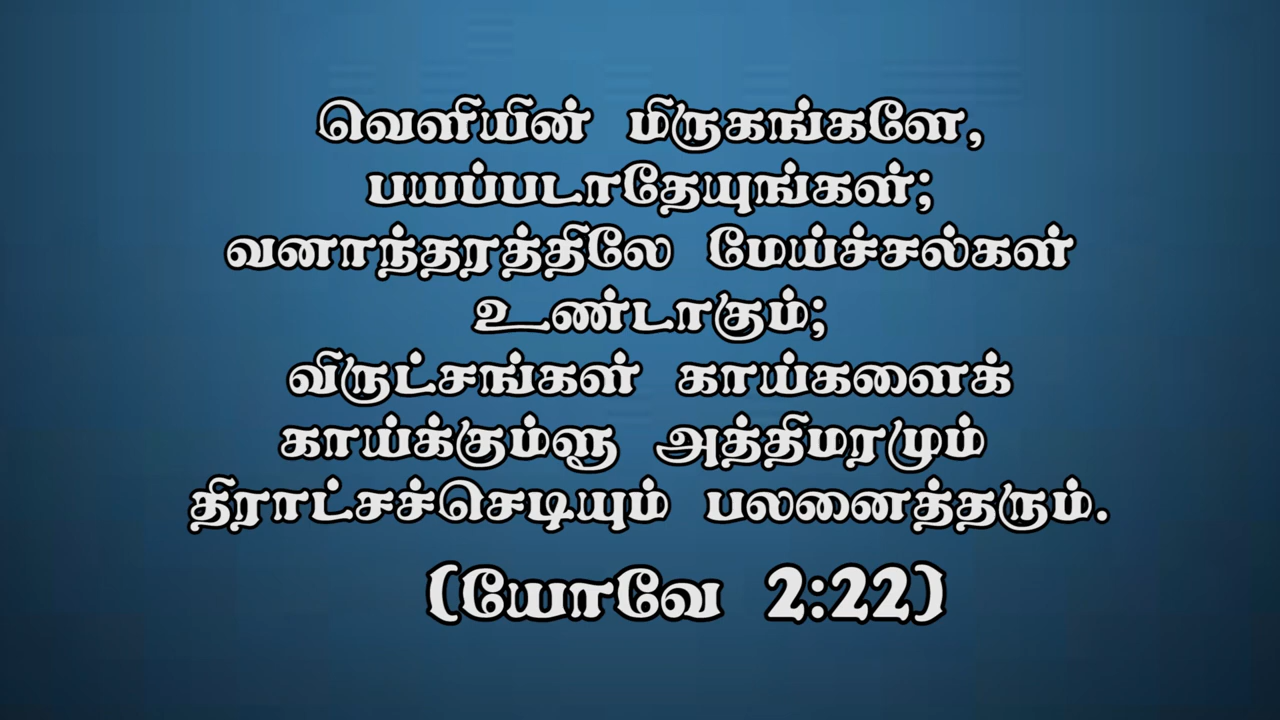 வெளியின் மிருகங்களே,
பயப்படாதேயுங்கள்;
வனாந்தரத்திலே மேய்ச்சல்கள்
உண்டாகும்;
விருட்சங்கள் காய்களைக்
காய்க்கும்ளூ அத்திமரமும்
திராட்சச்செடியும் பலனைத்தரும்.
(யோவே 2:22)